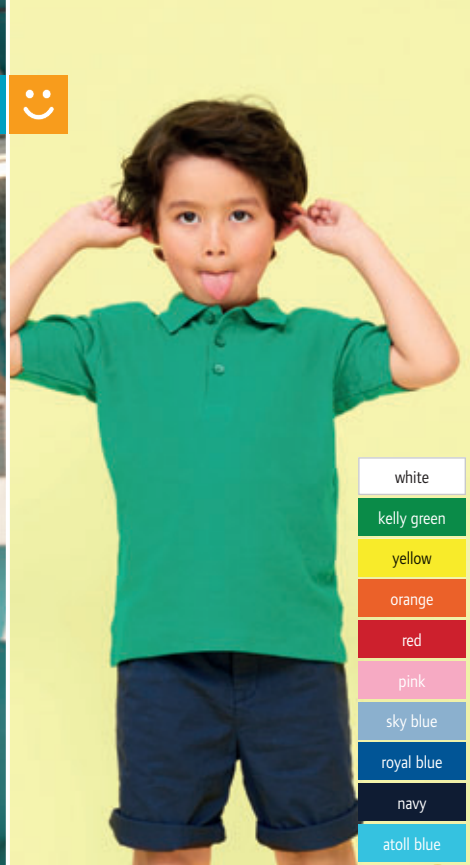 white
kelly green
yellow
orange
red
pink
sky blue
royal blue
navy
atoll blue